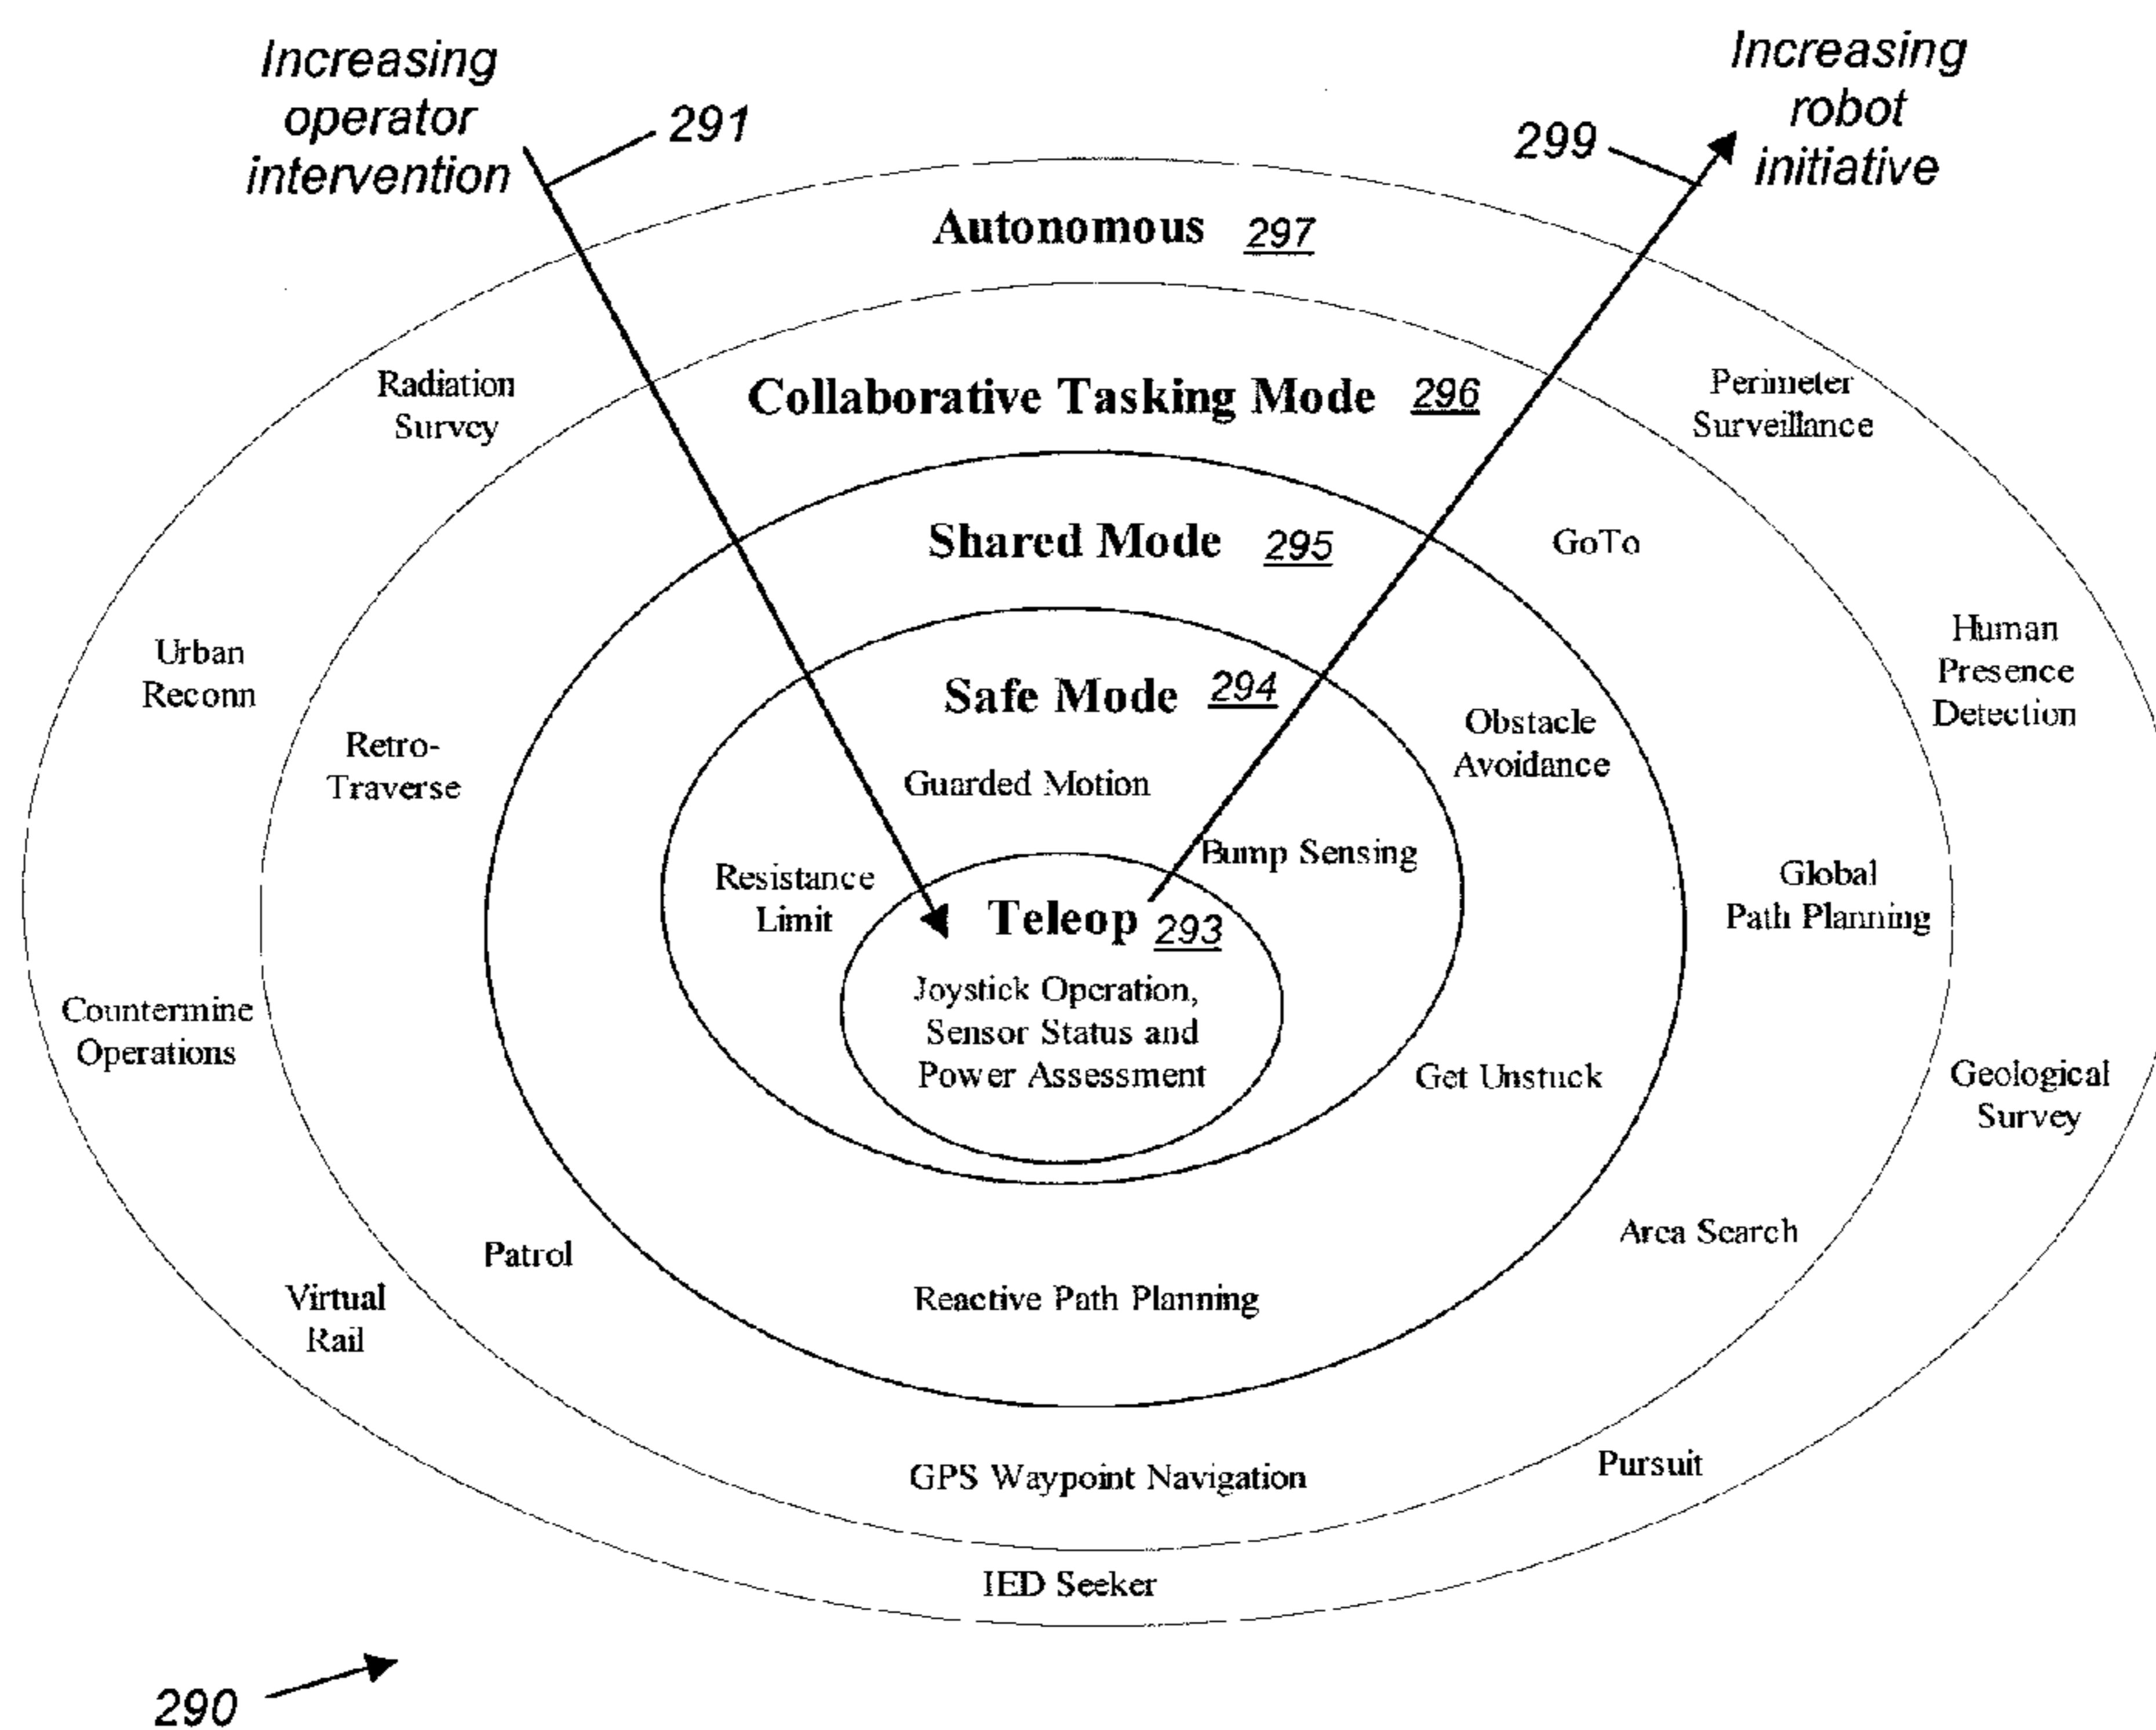 Increasing
operator
intervention
291
Increasing
robot
initiative
299
Autonomous 297
Radiation
Survey
Perimeter
Surveillance
Collaborative Tasking Mode 296
Shared Mode 295
GoTo
Urban
Reconn
Human
Presence
Detection
Safe Mode 294
Retro-
Traverse
Obstacle
Avoidance
Guarded Motion
Bump Sensing
Resistance
Limit
Global
Path Planning
Teleop 293
Joystick Operation,
Sensor Status and
Power Assessment
Countermine
Operations
Get Unstuck
Geological
Survey
Patrol
Area Search
Virtual
Rail
Reactive Path Planning
GPS Waypoint Navigation
Pursuit
IED Seeker
290